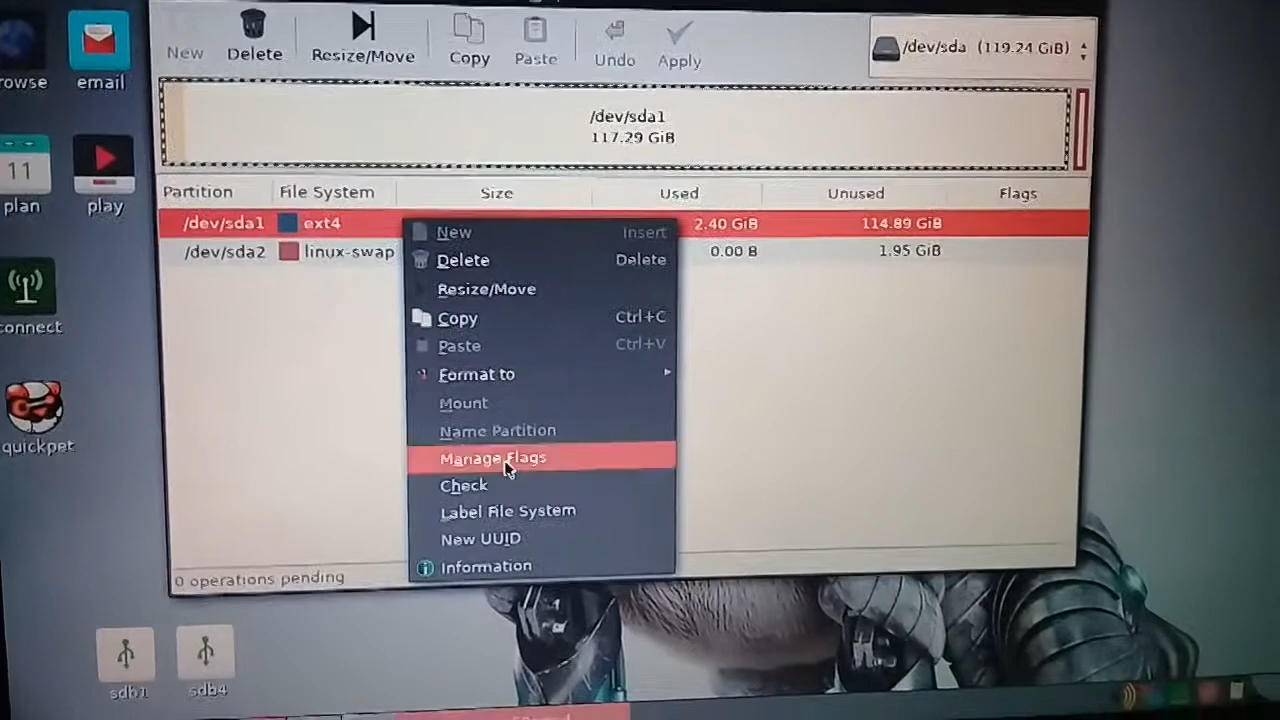 New
Delete
Resize/Move
Copy
Paste
Undo
Apply
/dev/sda (119.24 GiB)
/dev/sda1
117.29 GiB
Partition
File System
Size
Used
Unused
Flags
/dev/sda1
ext4
2.40 GiB
114.89 GiB
/dev/sda2
linux-swap
0.00 B
1.95 GiB
New Insert
Delete Delete
Resize/Move
Copy Ctrl+C
Paste Ctrl+V
Format to
Mount
Name Partition
Manage Flags
Check
Label File System
New UUID
Information
0 operations pending
rowse
email
11
plan
play
connect
quickpet
sdb1
sdb4